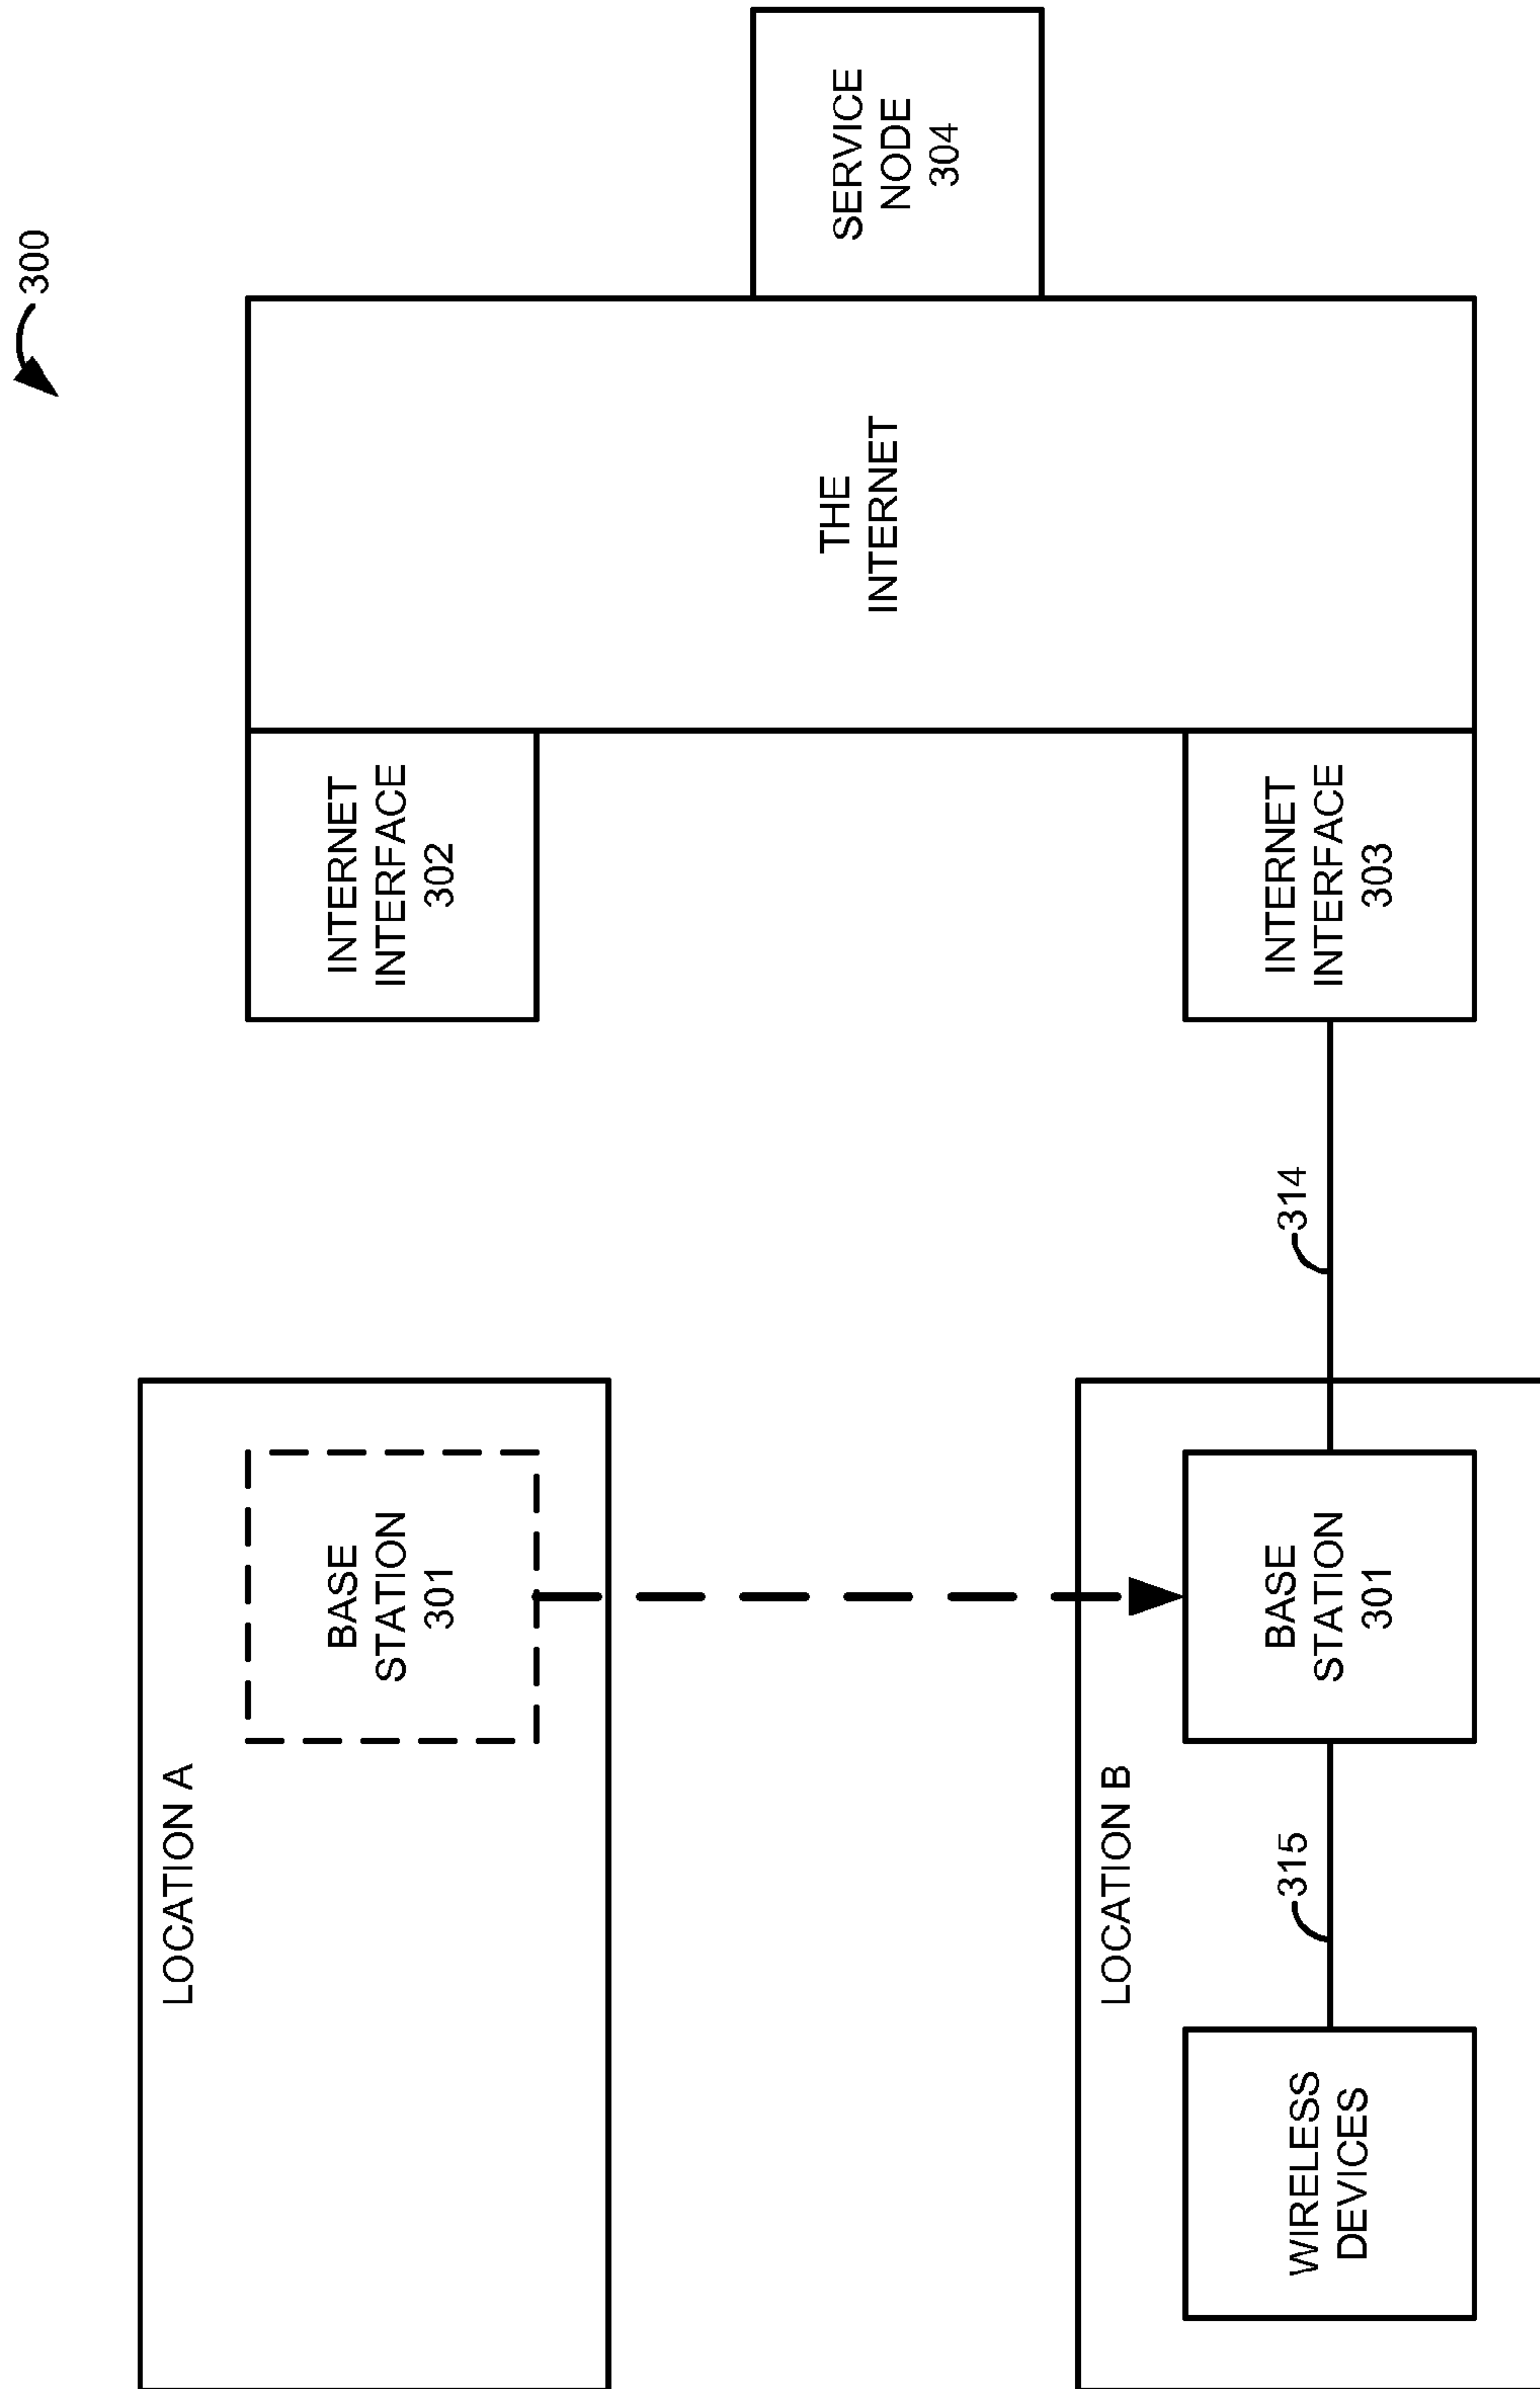 300
LOCATION A
BASE
STATION
301
INTERNET
INTERFACE
302
THE
INTERNET
SERVICE
NODE
304
LOCATION B
WIRELESS
DEVICES
315
BASE
STATION
301
314
INTERNET
INTERFACE
303